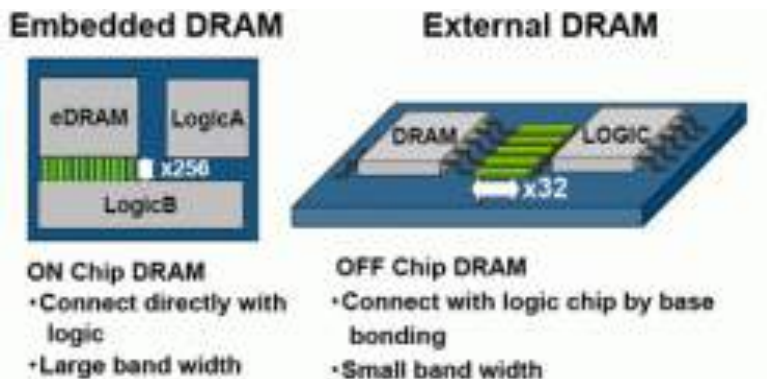 Embedded DRAM
eDRAM
LogicA
x256
LogicB
ON Chip DRAM
・Connect directly with
logic
・Large band width
External DRAM
DRAM
LOGIC
x32
OFF Chip DRAM
・Connect with logic chip by base
bonding
・Small band width